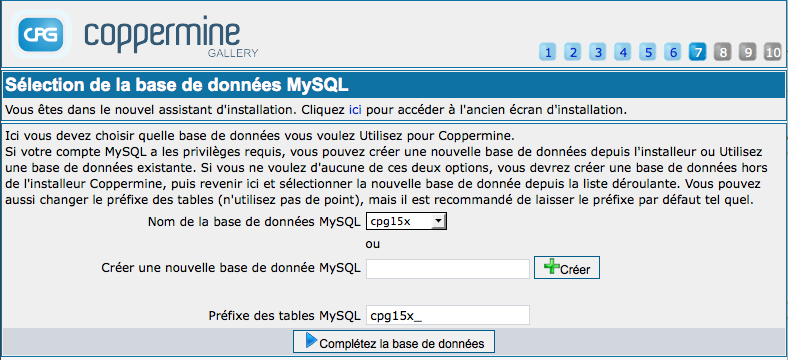 CPG coppermine
GALLERY
1 2 3 4 5 6 7 8 9 10
Sélection de la base de données MySQL
Vous êtes dans le nouvel assistant d'installation. Cliquez ici pour accéder à l'ancien écran d'installation.
Ici vous devez choisir quelle base de données vous voulez Utilisez pour Coppermine.
Si votre compte MySQL a les privilèges requis, vous pouvez créer une nouvelle base de données depuis l'installeur ou Utilisez
une base de données existante. Si vous ne voulez d'aucune de ces deux options, vous devrez créer une base de données hors
de l'installeur Coppermine, puis revenir ici et sélectionner la nouvelle base de donnée depuis la liste déroulante. Vous pouvez
aussi changer le préfixe des tables (n'utilisez pas de point), mais il est recommandé de laisser le préfixe par défaut tel quel.
Nom de la base de données MySQL cpg15x
ou
Créer une nouvelle base de donnée MySQL Créer
Préfixe des tables MySQL cpg15x_
Complétez la base de données